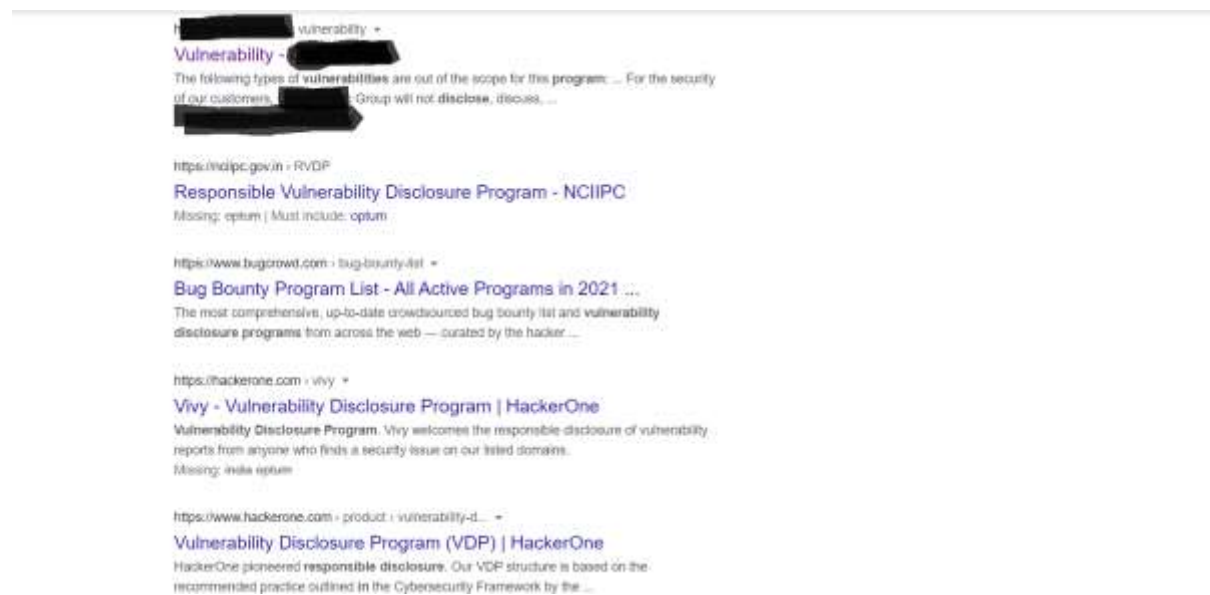 vulnerability
Vulnerability -
The following types of vulnerabilities are out of the scope for this program: ... For the security
of our customers, Group will not disclose, discuss, ...
https://nciipc.gov.in › RVDP
Responsible Vulnerability Disclosure Program - NCIIPC
Missing: optum | Must include: optum
https://www.bugcrowd.com › bug-bounty-list
Bug Bounty Program List - All Active Programs in 2021 ...
The most comprehensive, up-to-date crowdsourced bug bounty list and vulnerability
disclosure programs from across the web — curated by the hacker ...
https://hackerone.com › vivy
Vivy - Vulnerability Disclosure Program | HackerOne
Vulnerability Disclosure Program. Vivy welcomes the responsible disclosure of vulnerability
reports from anyone who finds a security issue on our listed domains.
Missing: india optum
https://www.hackerone.com › product › vulnerability-d...
Vulnerability Disclosure Program (VDP) | HackerOne
HackerOne pioneered responsible disclosure. Our VDP structure is based on the
recommended practice outlined in the Cybersecurity Framework by the ...